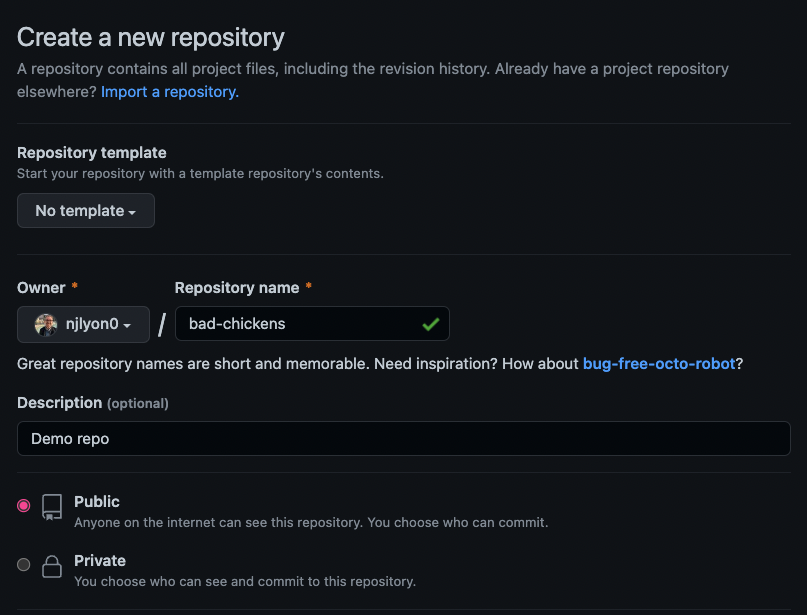 Create a new repository
A repository contains all project files, including the revision history. Already have a project repository
elsewhere? Import a repository.
Repository template
Start your repository with a template repository's contents.
No template
Owner *
Repository name *
njlyon0
/
bad-chickens
Great repository names are short and memorable. Need inspiration? How about bug-free-octo-robot?
Description (optional)
Demo repo
Public
Anyone on the internet can see this repository. You choose who can commit.
Private
You choose who can see and commit to this repository.